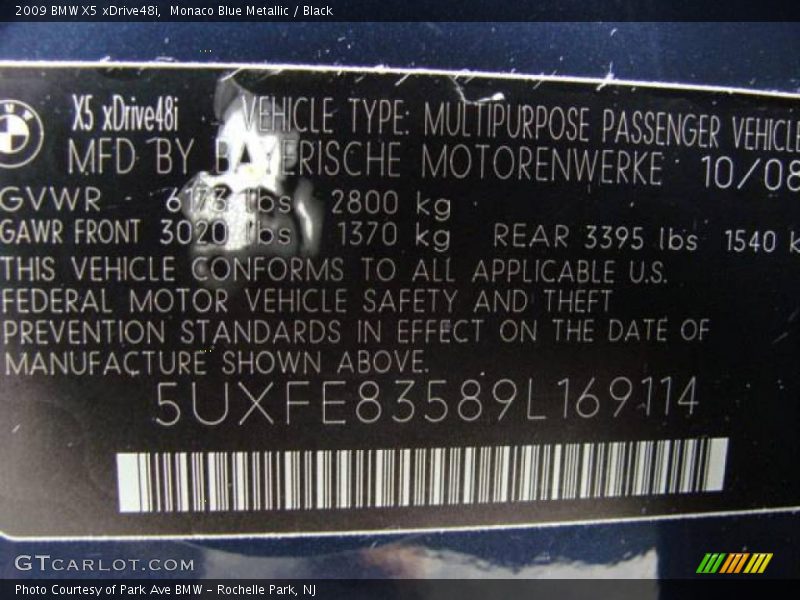 2009 BMW X5 xDrive48i, Monaco Blue Metallic / Black
BMW
X5 xDrive48i VEHICLE TYPE: MULTIPURPOSE PASSENGER VEHICLE
MFD BY BAYERISCHE MOTORENWERKE 10/08
GVWR 6173 lbs 2800 kg
GAWR FRONT 3020 lbs 1370 kg REAR 3395 lbs 1540 k
THIS VEHICLE CONFORMS TO ALL APPLICABLE U.S.
FEDERAL MOTOR VEHICLE SAFETY AND THEFT
PREVENTION STANDARDS IN EFFECT ON THE DATE OF
MANUFACTURE SHOWN ABOVE.
5UXFE83589L169114
GTCARLOT.COM
Photo Courtesy of Park Ave BMW - Rochelle Park, NJ